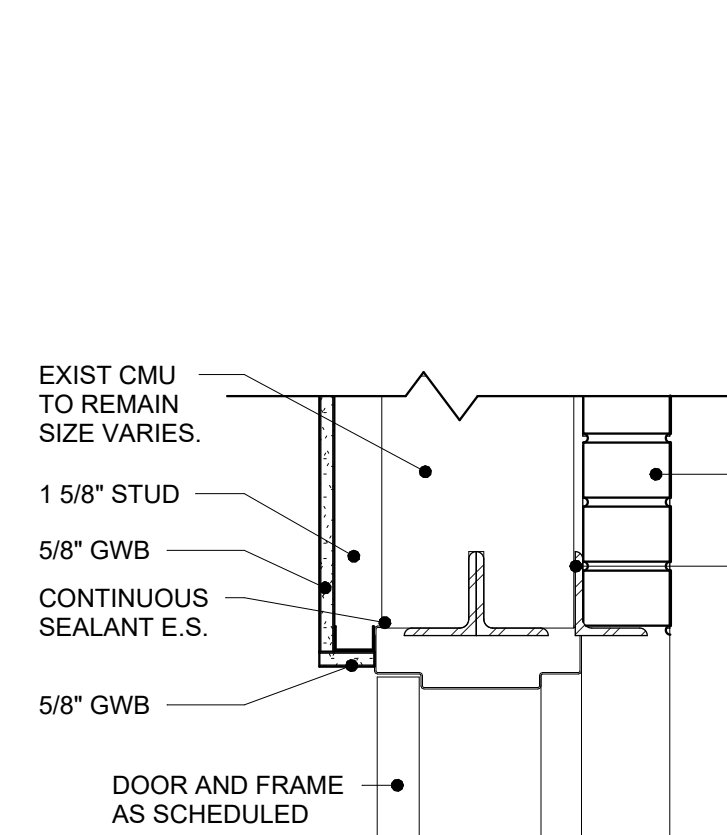 EXIST CMU
TO REMAIN
SIZE VARIES.
1 5/8" STUD
5/8" GWB
CONTINUOUS
SEALANT E.S.
5/8" GWB
DOOR AND FRAME
AS SCHEDULED